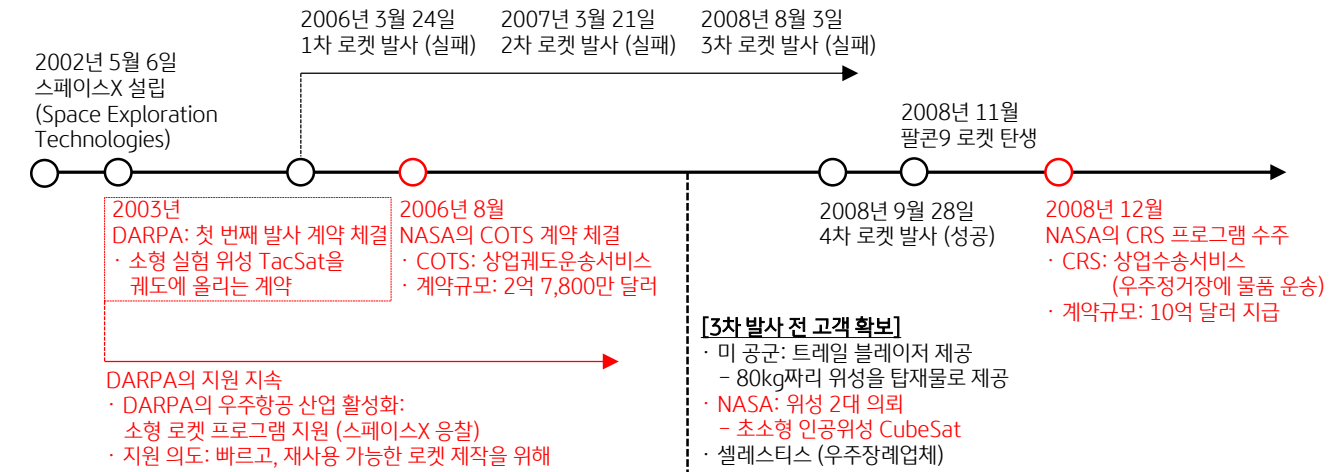 2006년 3월 24일
1차 로켓 발사 (실패)
2007년 3월 21일
2차 로켓 발사 (실패)
2008년 8월 3일
3차 로켓 발사 (실패)
2002년 5월 6일
스페이스X 설립
(Space Exploration
Technologies)
2008년 11월
팔콘9 로켓 탄생
2003년
DARPA: 첫 번째 발사 계약 체결
· 소형 실험 위성 TacSat을
궤도에 올리는 계약
2006년 8월
NASA의 COTS 계약 체결
· COTS: 상업궤도운송서비스
· 계약규모: 2억 7,800만 달러
2008년 9월 28일
4차 로켓 발사 (성공)
2008년 12월
NASA의 CRS 프로그램 수주
· CRS: 상업수송서비스
(우주정거장에 물품 운송)
· 계약규모: 10억 달러 지급
DARPA의 지원 지속
· DARPA의 우주항공 산업 활성화:
소형 로켓 프로그램 지원 (스페이스X 응찰)
· 지원 의도: 빠르고, 재사용 가능한 로켓 제작을 위해
[3차 발사 전 고객 확보]
· 미 공군: 트레일 블레이저 제공
– 80kg짜리 위성을 탑재물로 제공
· NASA: 위성 2대 의뢰
– 초소형 인공위성 CubeSat
· 셀레스티스 (우주장례업체)